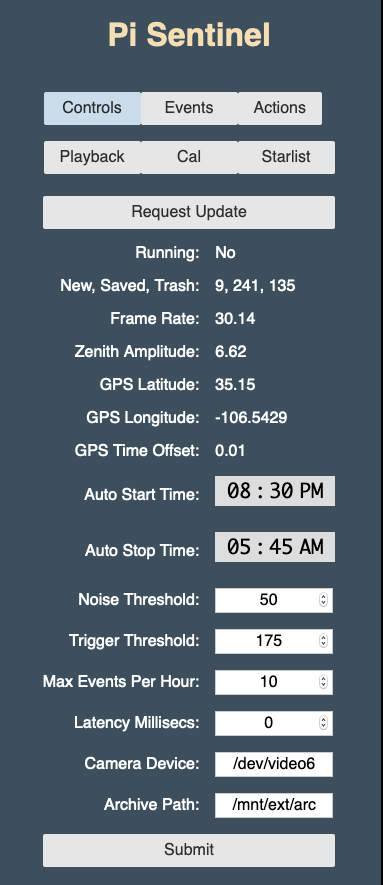 Pi Sentinel
Controls Events Actions
Playback Cal Starlist
Request Update
Running: No
New, Saved, Trash: 9, 241, 135
Frame Rate: 30.14
Zenith Amplitude: 6.62
GPS Latitude: 35.15
GPS Longitude: -106.5429
GPS Time Offset: 0.01
Auto Start Time: 08:30 PM
Auto Stop Time: 05:45 AM
Noise Threshold: 50
Trigger Threshold: 175
Max Events Per Hour: 10
Latency Millisecs: 0
Camera Device: /dev/video6
Archive Path: /mnt/ext/arc
Submit